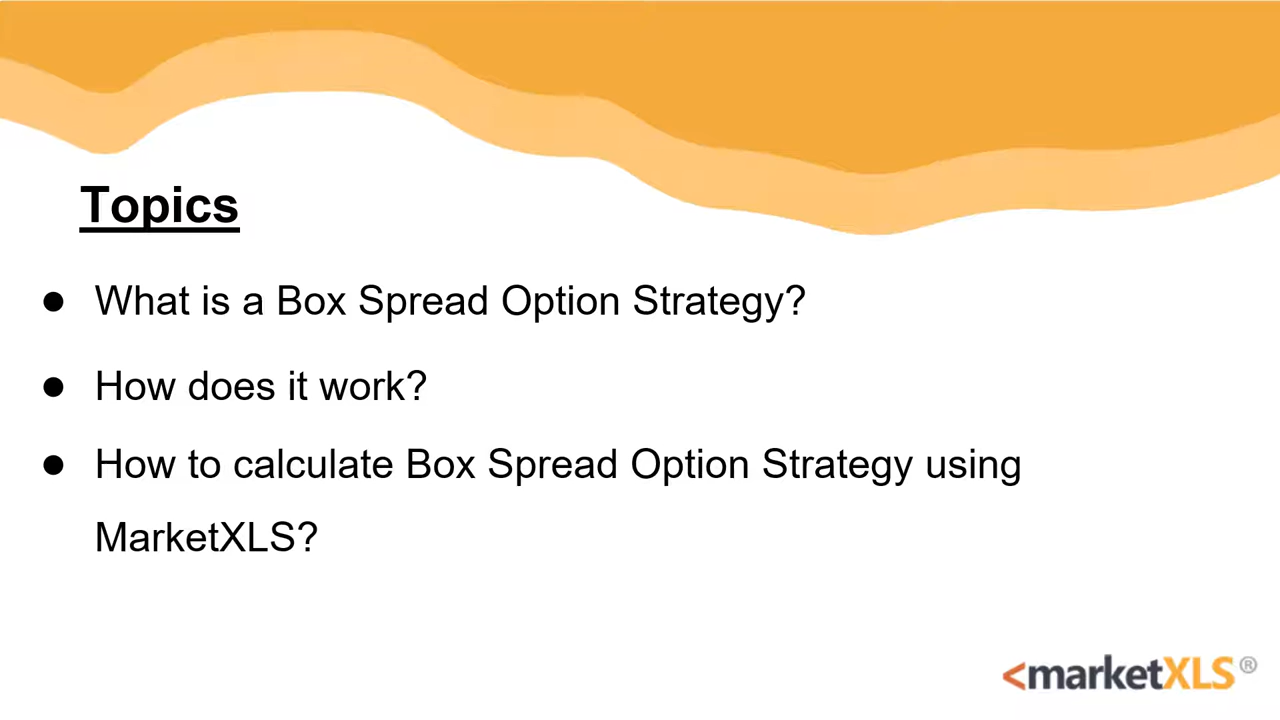 Topics
● What is a Box Spread Option Strategy?
● How does it work?
● How to calculate Box Spread Option Strategy using
MarketXLS?
<marketXLS®